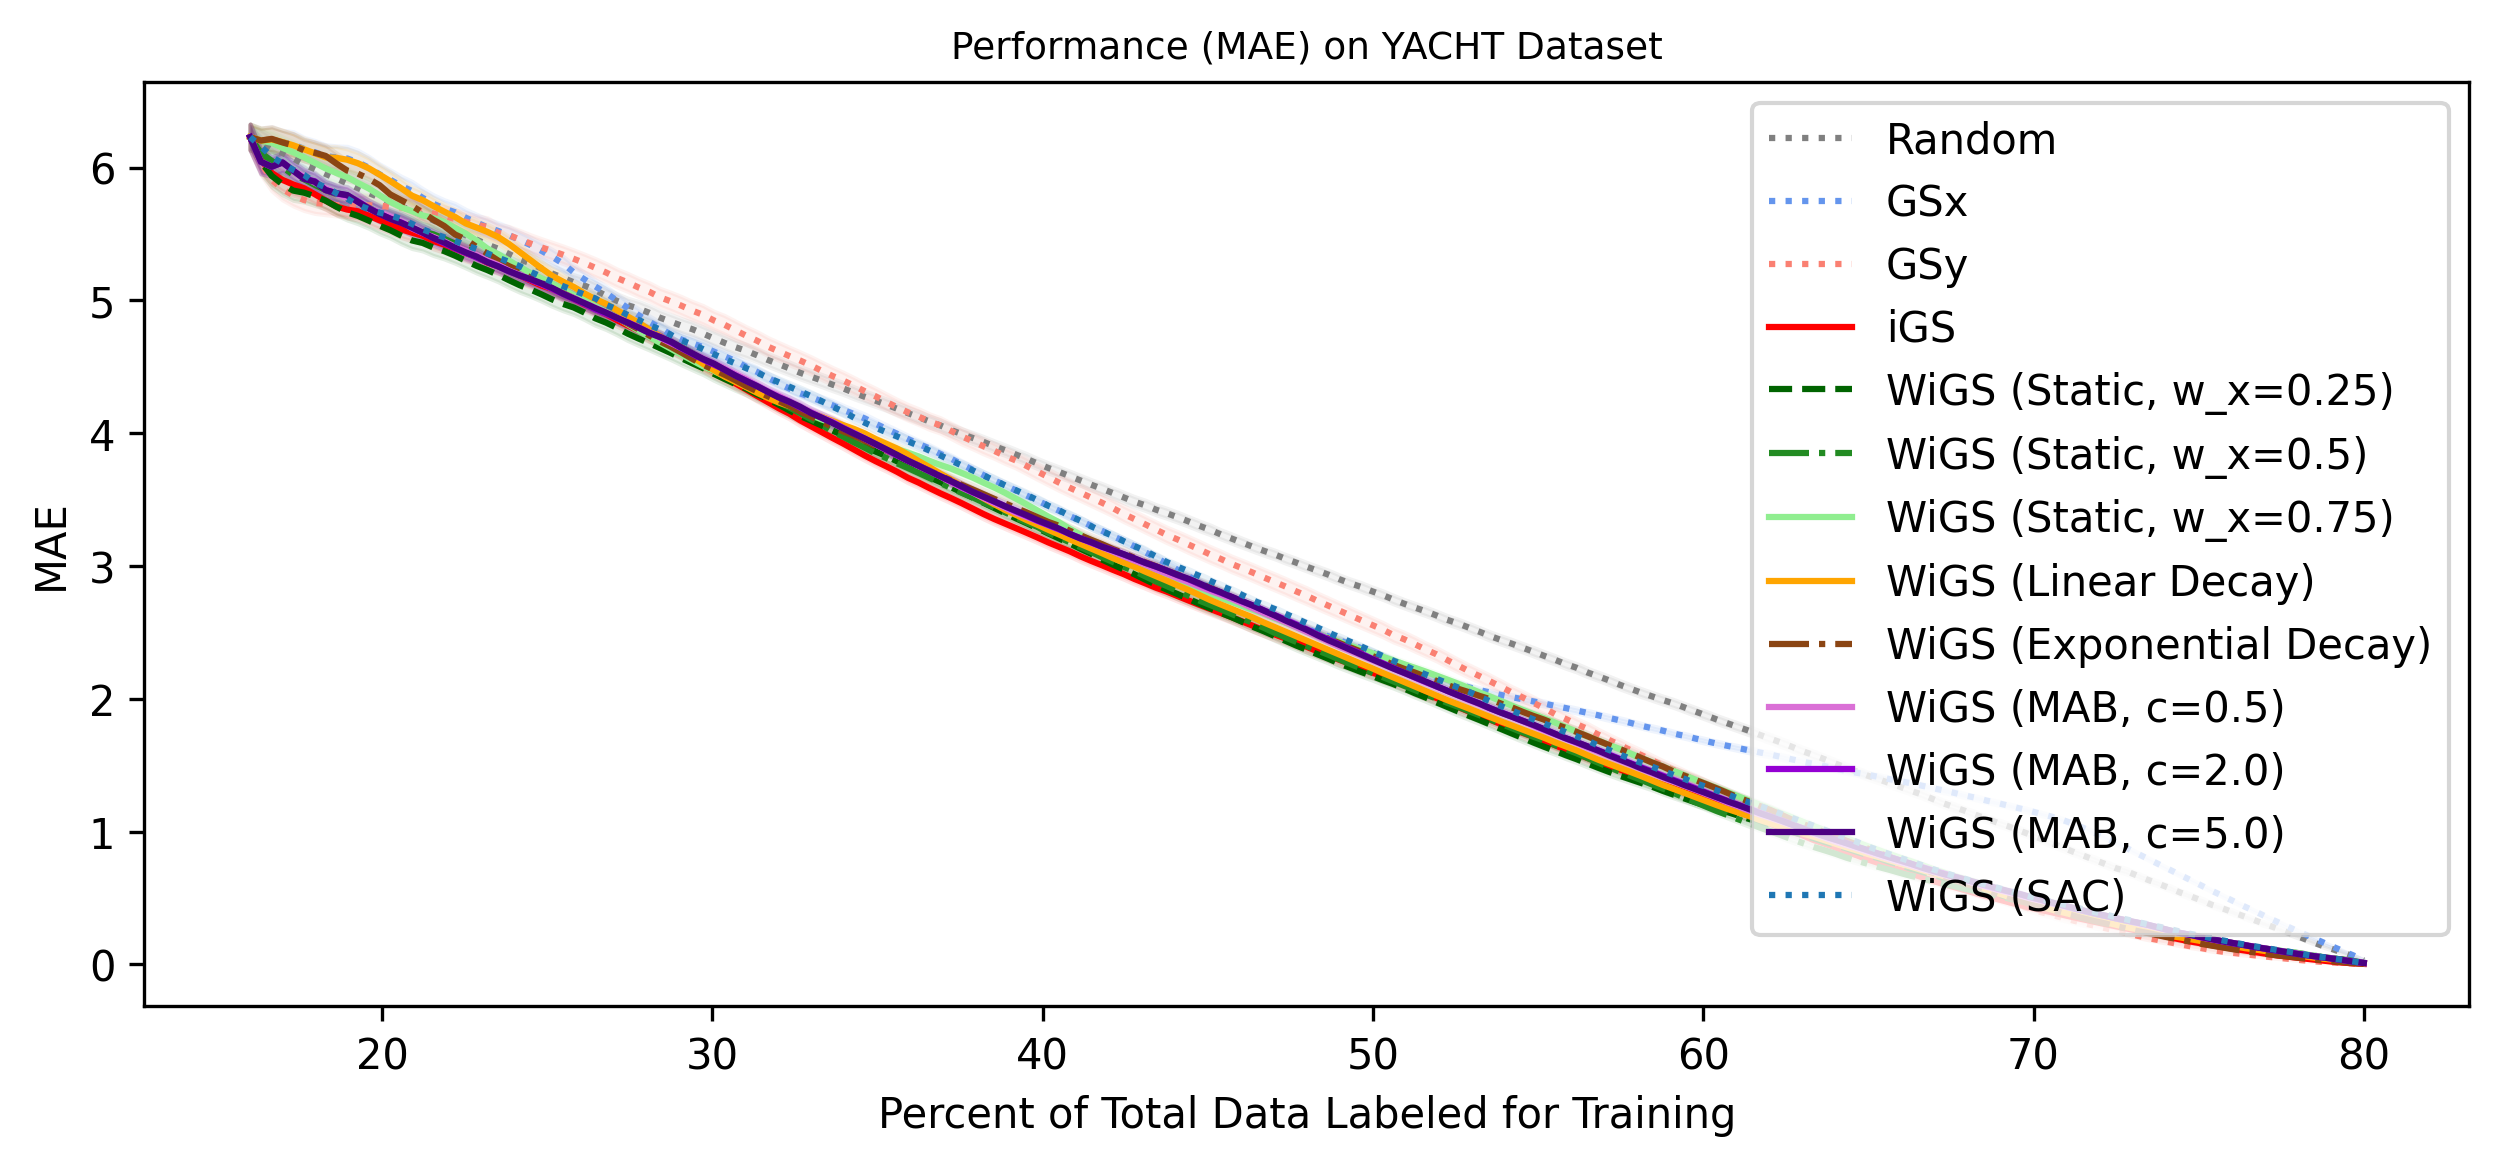 Performance (MAE) on YACHT Dataset
MAE
6
5
4
3
2
1
0
20 30 40 50 60 70 80
Percent of Total Data Labeled for Training
Random
GSx
GSy
iGS
WiGS (Static, w_x=0.25)
WiGS (Static, w_x=0.5)
WiGS (Static, w_x=0.75)
WiGS (Linear Decay)
WiGS (Exponential Decay)
WiGS (MAB, c=0.5)
WiGS (MAB, c=2.0)
WiGS (MAB, c=5.0)
WiGS (SAC)